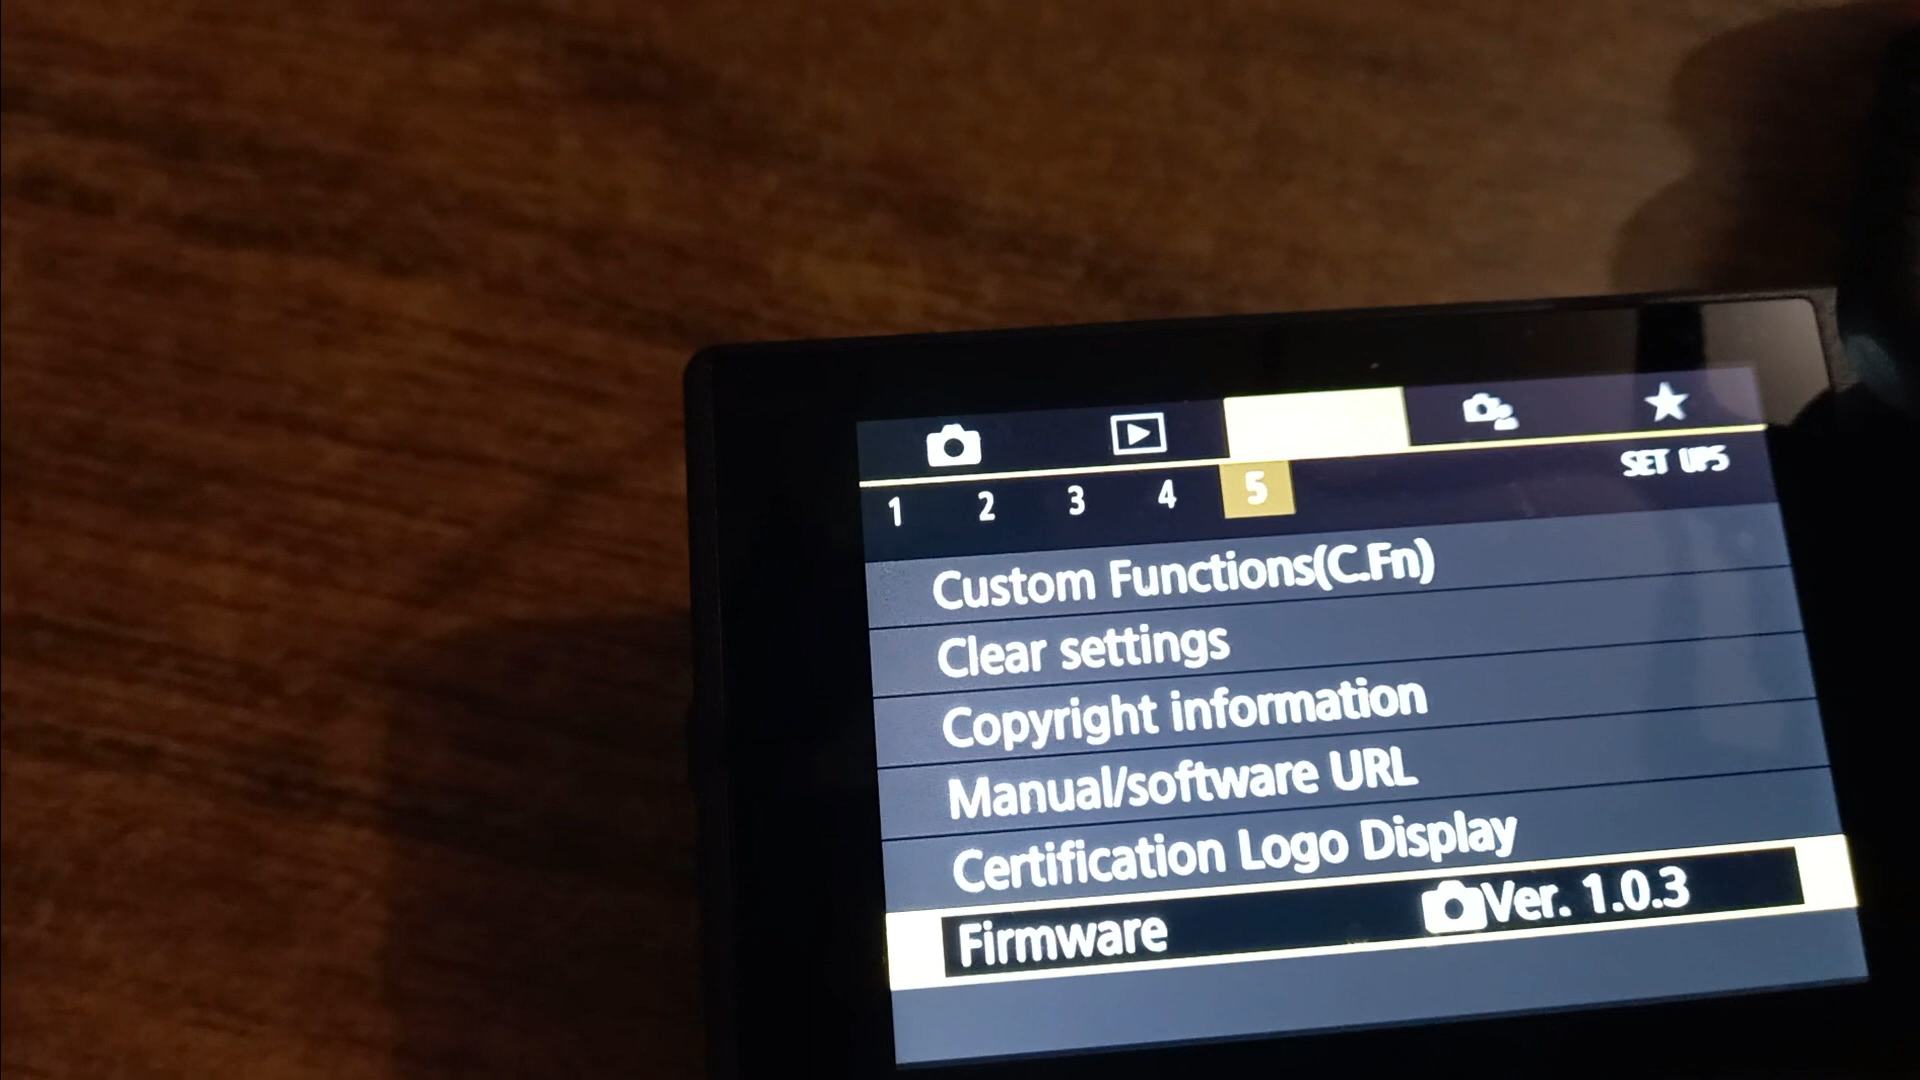 SET UP5
1 2 3 4 5
Custom Functions(C.Fn)
Clear settings
Copyright information
Manual/software URL
Certification Logo Display
Firmware Ver. 1.0.3